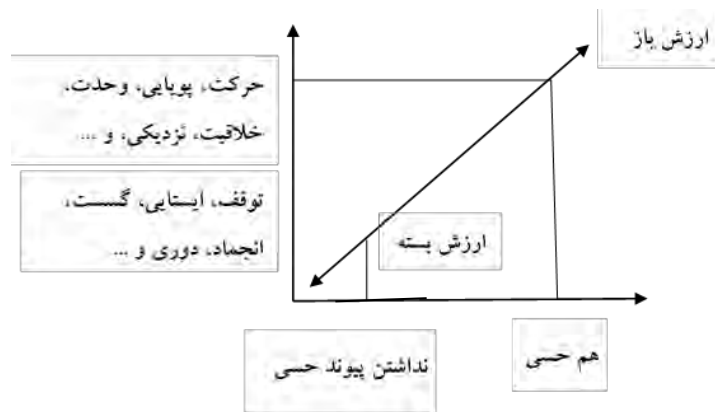 ارزش باز
حرکت، پویایی، وحدت،
خلاقیت، نزدیکی، و ...
توقف، ایستایی، گسست،
انجماد، دوری و ...
ارزش بسته
هم حسی
نداشتن پیوند حسی